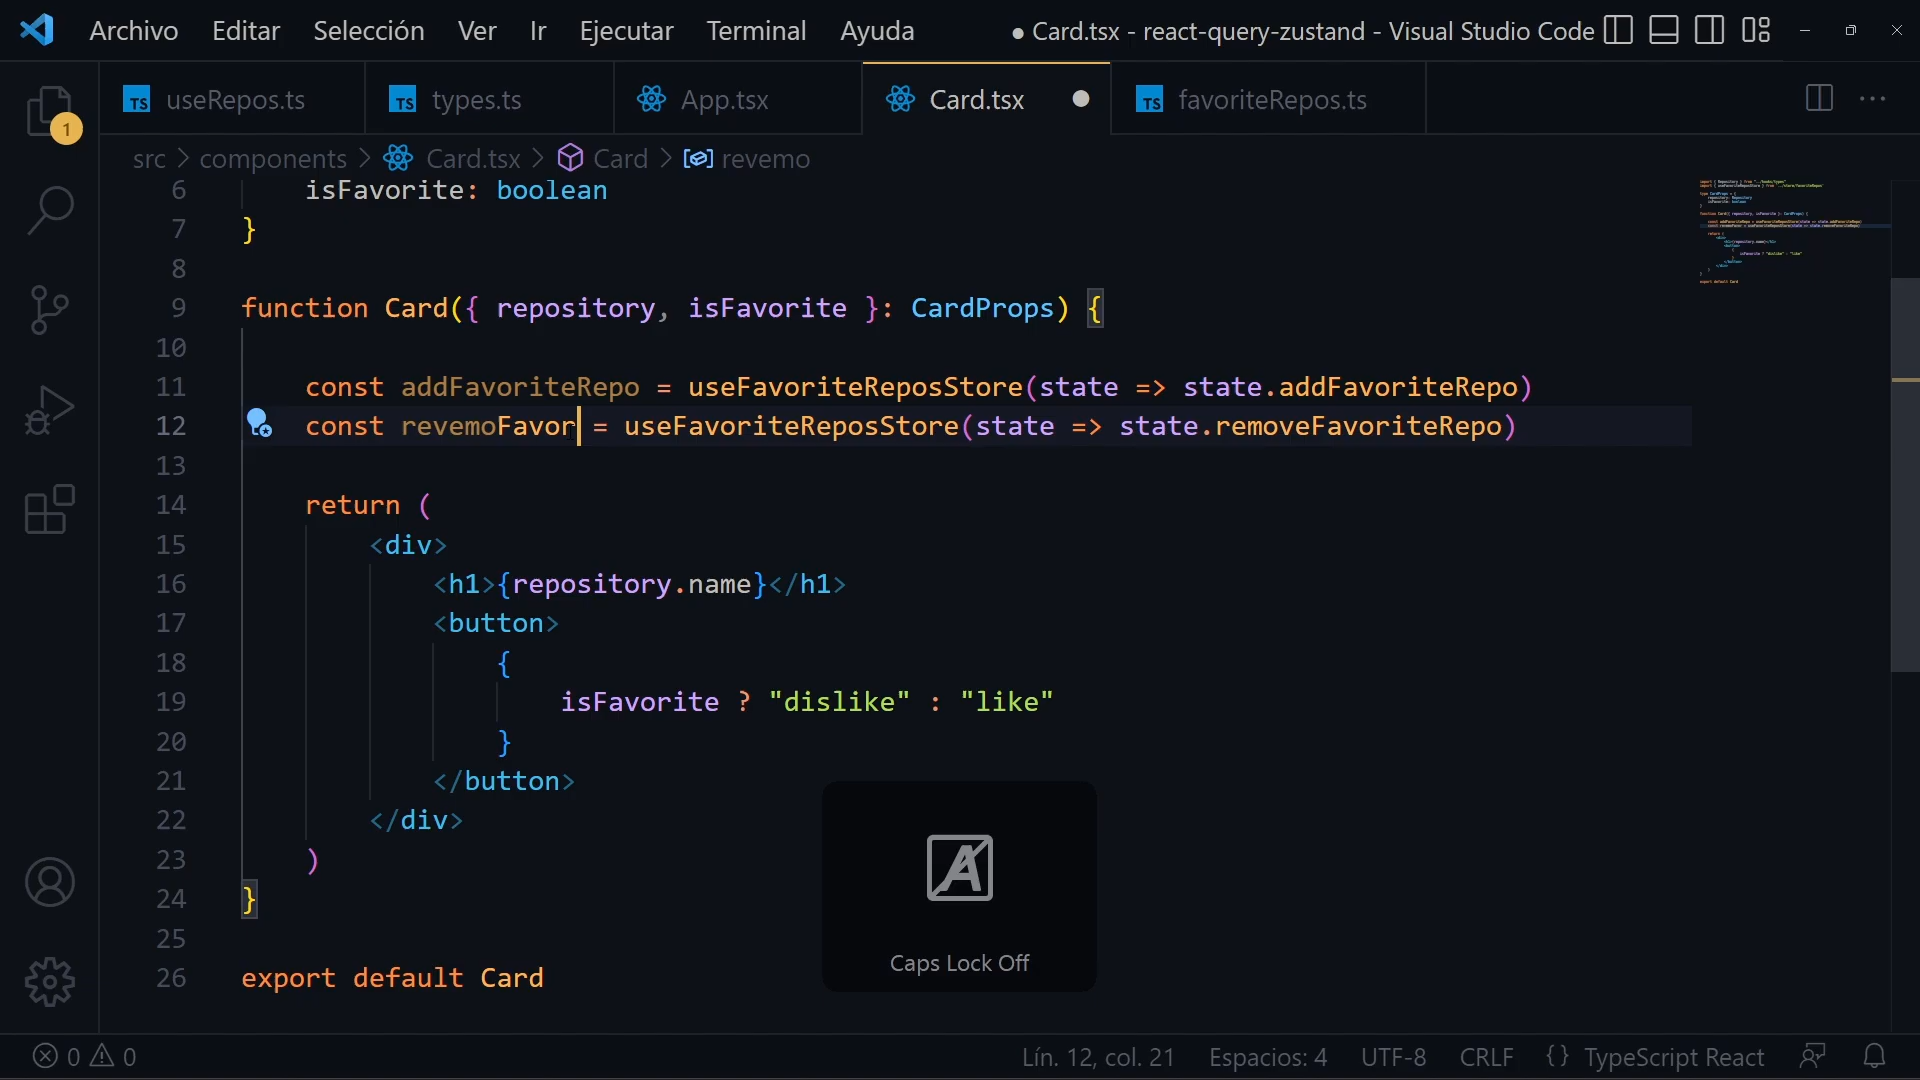 Archivo Editar Selección Ver Ir Ejecutar Terminal Ayuda ● Card.tsx - react-query-zustand - Visual Studio Code
TS useRepos.ts TS types.ts App.tsx Card.tsx TS favoriteRepos.ts
1
src > components > Card.tsx > Card > revemo
6 isFavorite: boolean
7 }
8
9 function Card({ repository, isFavorite }: CardProps) {
10
11 const addFavoriteRepo = useFavoriteReposStore(state => state.addFavoriteRepo)
12 const revemoFavor = useFavoriteReposStore(state => state.removeFavoriteRepo)
13
14 return (
15 <div>
16 <h1>{repository.name}</h1>
17 <button>
18 {
19 isFavorite ? "dislike" : "like"
20 }
21 </button>
22 </div>
23 )
24 }
25
26 export default Card
A
Caps Lock Off
0 0 Lín. 12, col. 21 Espacios: 4 UTF-8 CRLF {} TypeScript React